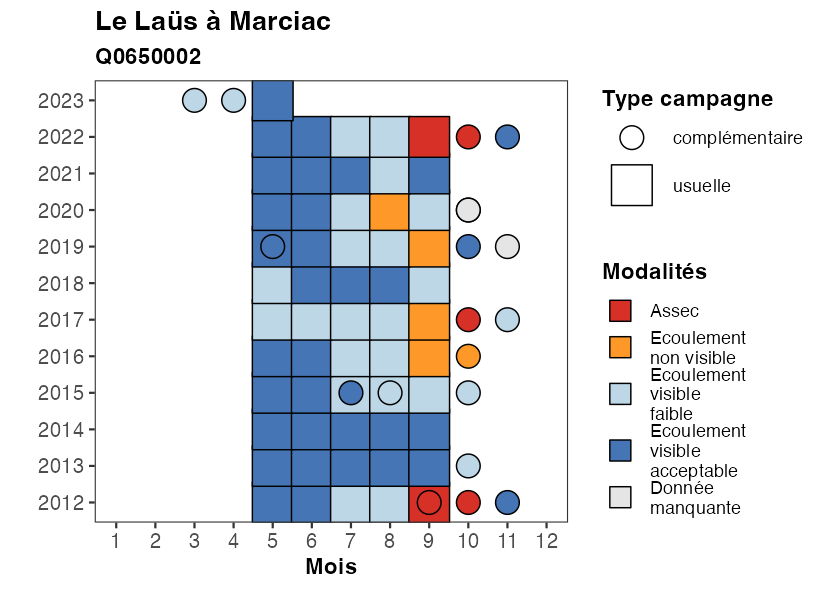 Le Laüs à Marciac
Q0650002
2023
2022
2021
2020
2019
2018
2017
2016
2015
2014
2013
2012
1 2 3 4 5 6 7 8 9 10 11 12
Mois
Type campagne
complémentaire
usuelle
Modalités
Assec
Ecoulement
non visible
Ecoulement
visible
faible
Ecoulement
visible
acceptable
Donnée
manquante